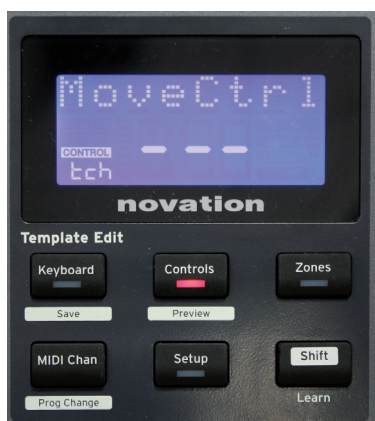 MoveCtrl
CONTROL
---
tch
novation
Template Edit
Keyboard
Controls
Zones
Save
Preview
MIDI Chan
Setup
Shift
Prog Change
Learn